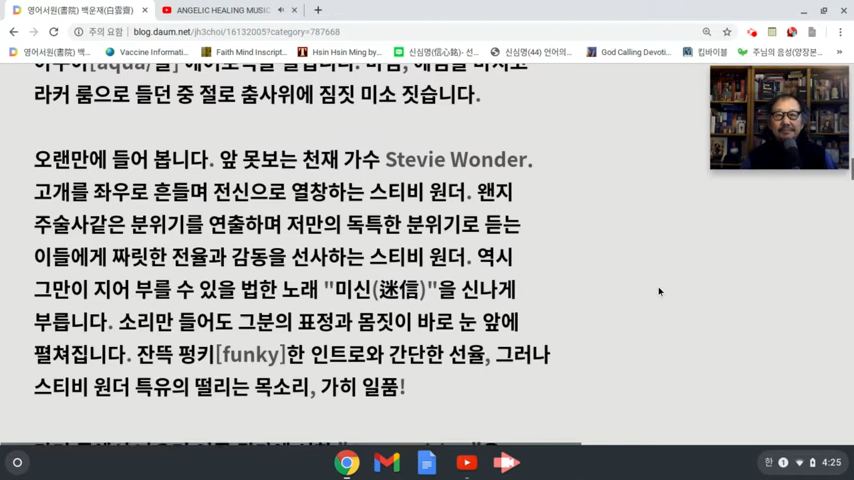 영어서원(書院) 백운재(白雲齋)
ANGELIC HEALING MUSIC
주의 요함
blog.daum.net/jh3choi/16132005?category=787668
영어서원(書院) 백...
Vaccine Informati...
Faith Mind Inscript...
Hsin Hsin Ming by...
신심명(信心銘)-...
신심명(44) 언어의...
God Calling Devoti...
킵바이블
주님의 음성(양장본...
라커 룸으로 들던 중 절로 춤사위에 짐짓 미소 짓습니다.
오랜만에 들어 봅니다. 앞 못보는 천재 가수 Stevie Wonder.
고개를 좌우로 흔들며 전신으로 열창하는 스티비 원더. 왠지
주술사같은 분위기를 연출하며 저만의 독특한 분위기로 듣는
이들에게 짜릿한 전율과 감동을 선사하는 스티비 원더. 역시
그만이 지어 부를 수 있을 법한 노래 "미신(迷信)"을 신나게
부릅니다. 소리만 들어도 그분의 표정과 몸짓이 바로 눈 앞에
펼쳐집니다. 잔뜩 펑키[funky]한 인트로와 간단한 선율, 그러나
스티비 원더 특유의 떨리는 목소리, 가히 일품!
한
1
4:25